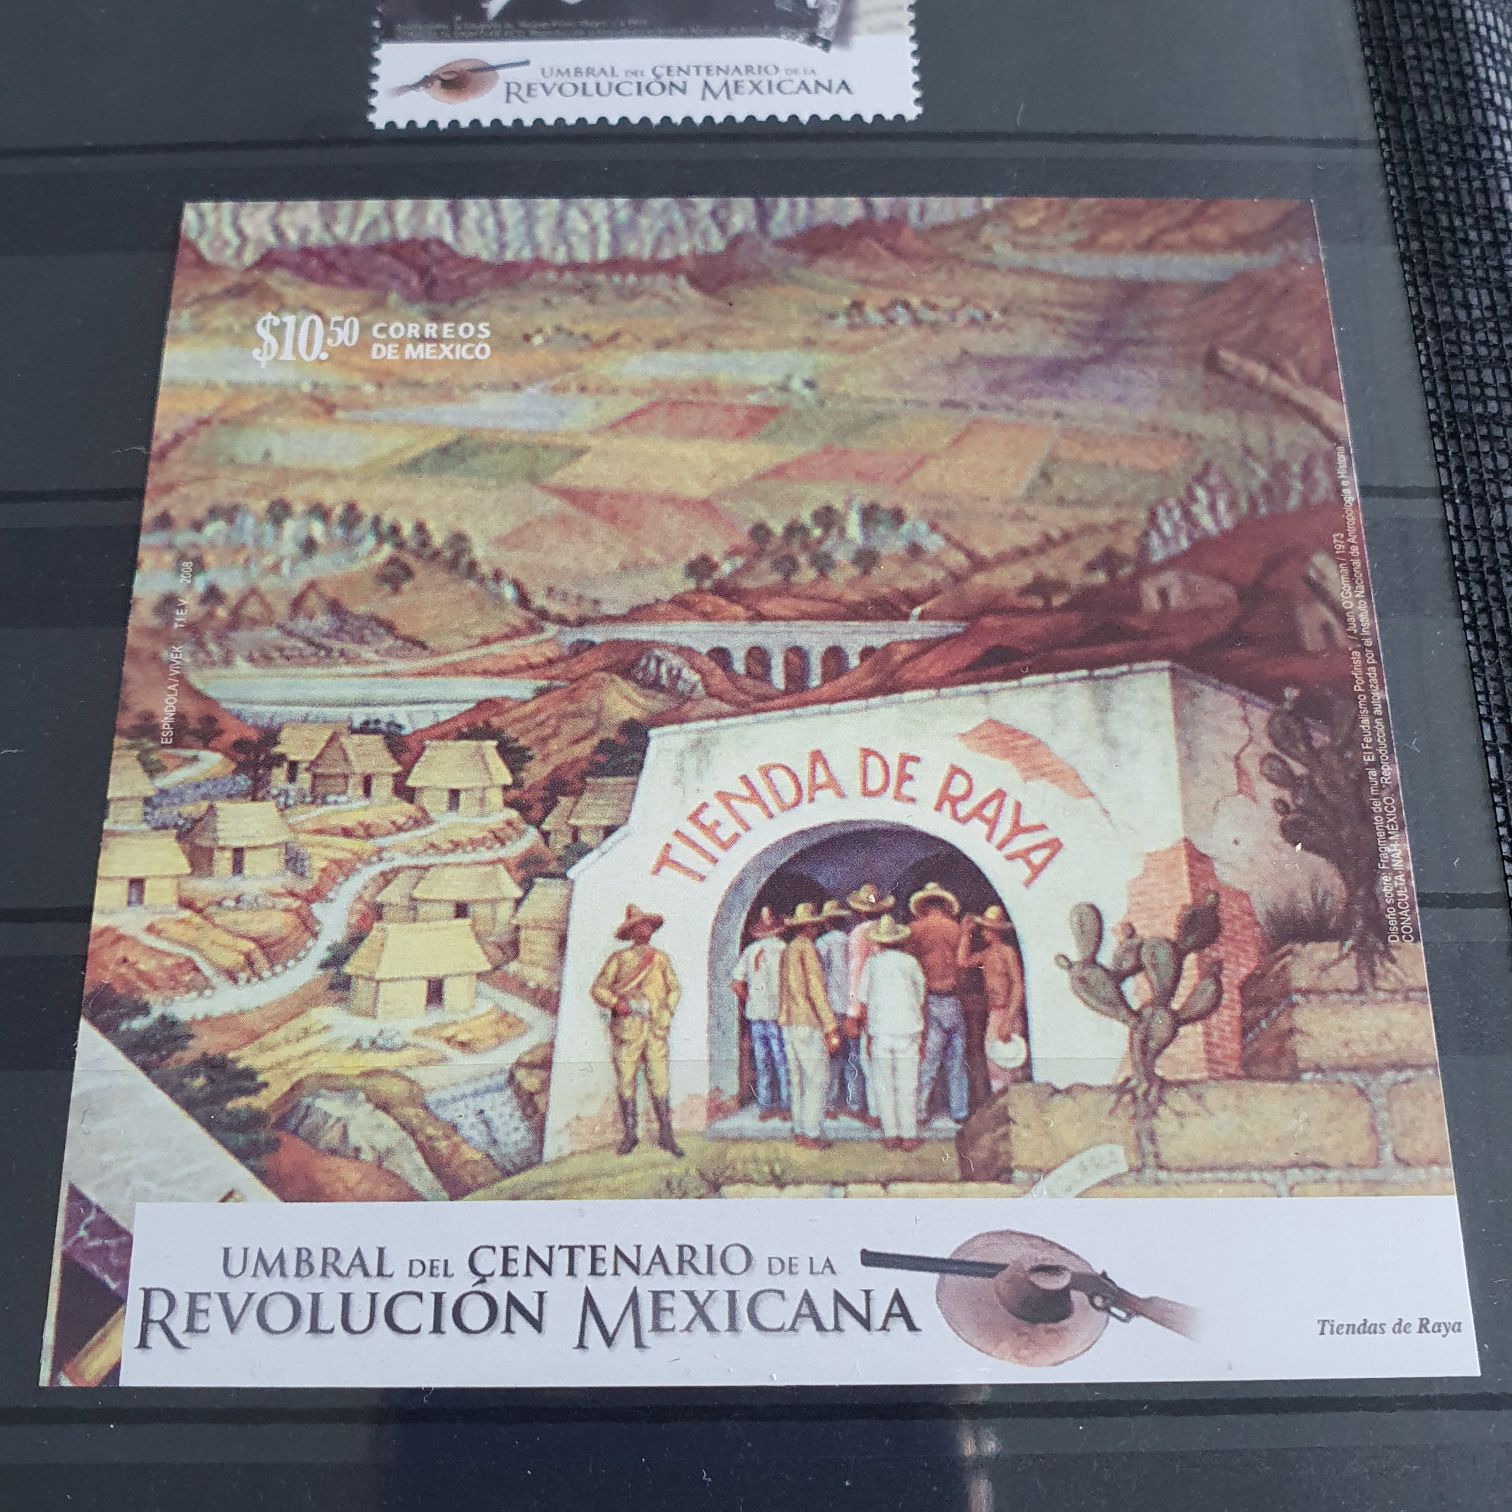 UMBRAL DEL CENTENARIO DE LA
REVOLUCIÓN MEXICANA
$10.50 CORREOS
DE MEXICO
ESPINDOLA / VIVEK T.I.E.V. 2008
TIENDA DE RAYA
Diseño sobre: Fragmento del mural "El Feudalismo Porfirista" / Juan O'Gorman / 1973
CONACULTA-INAH-MÉXICO. "Reproducción autorizada por el Instituto Nacional de Antropología e Historia
UMBRAL DEL CENTENARIO DE LA
REVOLUCIÓN MEXICANA
Tiendas de Raya